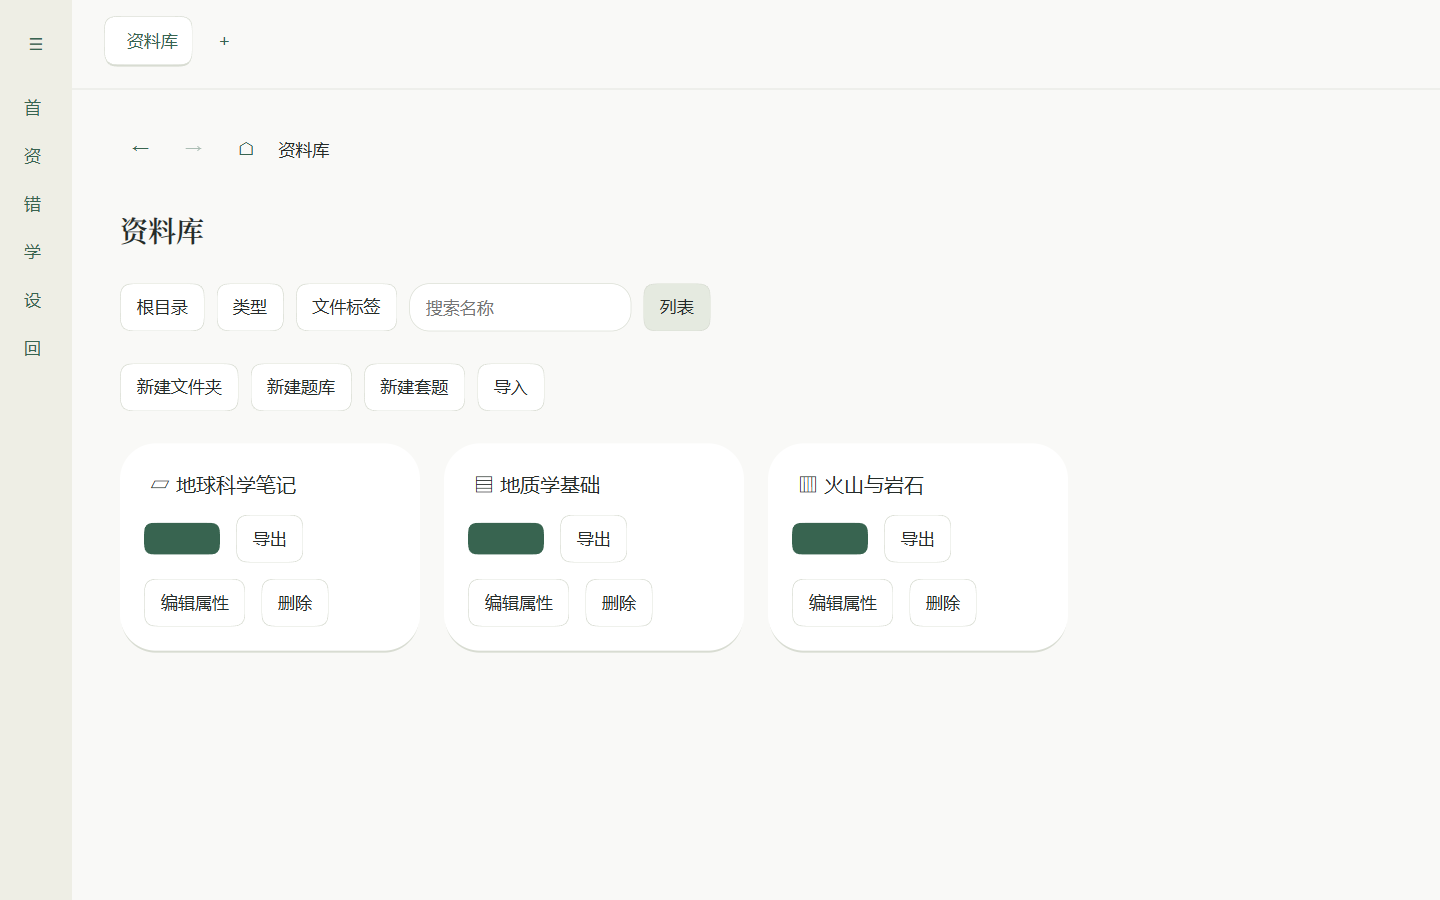 ☰
资料库 +
首
资
错
学
设
回
← → 资料库
资料库
根目录 类型 文件标签 搜索名称 列表
新建文件夹 新建题库 新建套题 导入
地球科学笔记
导出
编辑属性 删除
地质学基础
导出
编辑属性 删除
火山与岩石
导出
编辑属性 删除